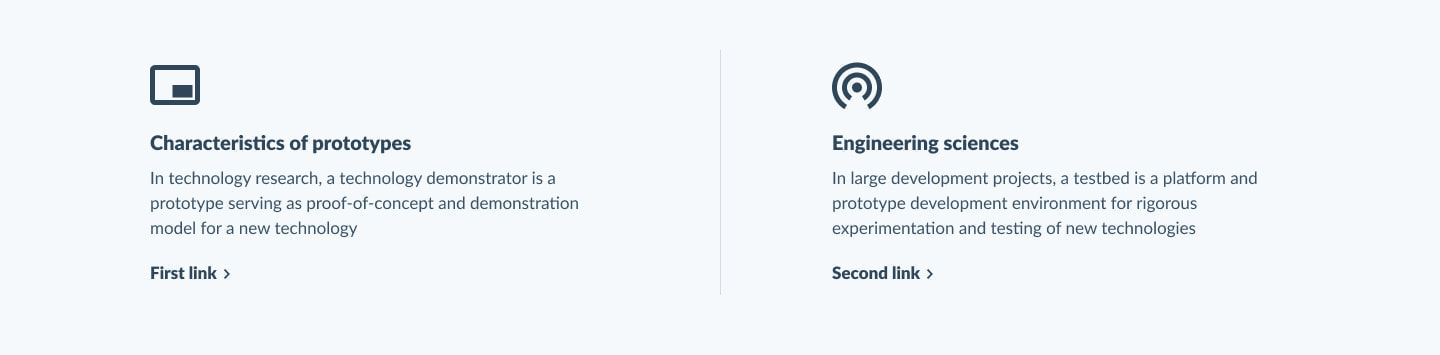 Characteristics of prototypes
In technology research, a technology demonstrator is a
prototype serving as proof-of-concept and demonstration
model for a new technology
First link
Engineering sciences
In large development projects, a testbed is a platform and
prototype development environment for rigorous
experimentation and testing of new technologies
Second link